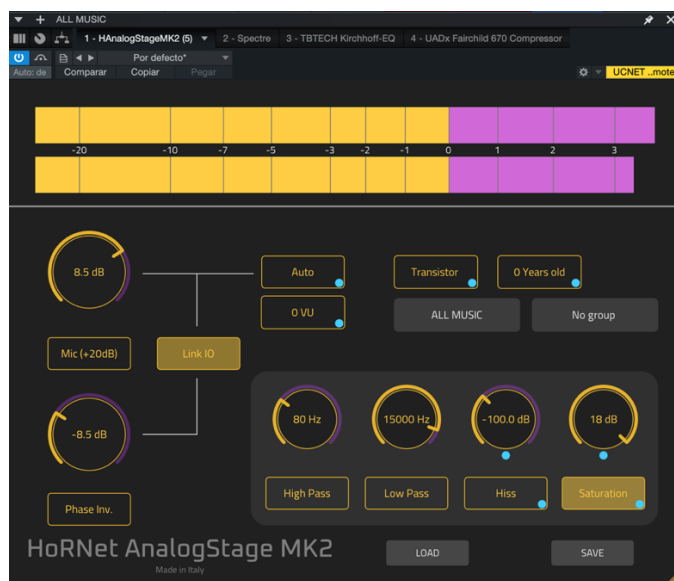 ALL MUSIC
1 - HAnalogStageMK2 (5)
2 - Spectre
3 - TBTECH Kirchhoff-EQ
4 - UADx Fairchild 670 Compressor
Por defecto*
Auto: de
Comparar
Copiar
Pegar
UCNET ..mote
-20 -10 -7 -5 -3 -2 -1 0 1 2 3
8.5 dB
Auto
Transistor
0 Years old
0 VU
ALL MUSIC
No group
Mic (+20dB)
Link IO
-8.5 dB
80 Hz
15000 Hz
-100.0 dB
18 dB
High Pass
Low Pass
Hiss
Saturation
Phase Inv.
HoRNet AnalogStage MK2
Made in Italy
LOAD
SAVE